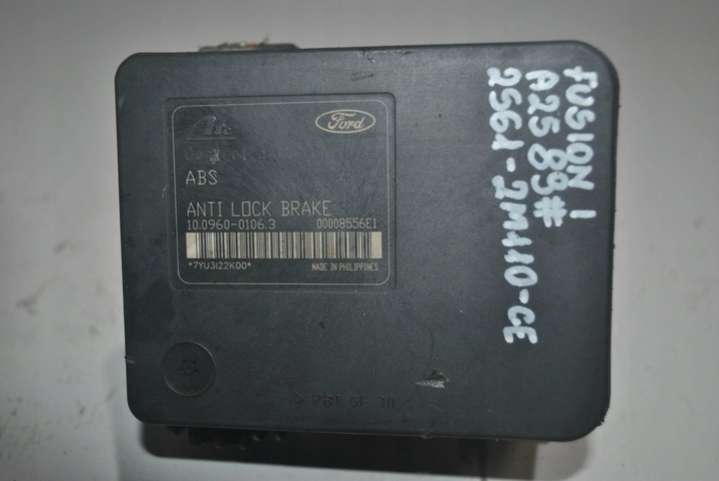 Ate
Ford
ABS
ANTI LOCK BRAKE
10.0960-0106.3 00008556E1
*7YU3I22K00*
MADE IN PHILIPPINES
FUSION 1
A25 89#
2S61-2M110-CE